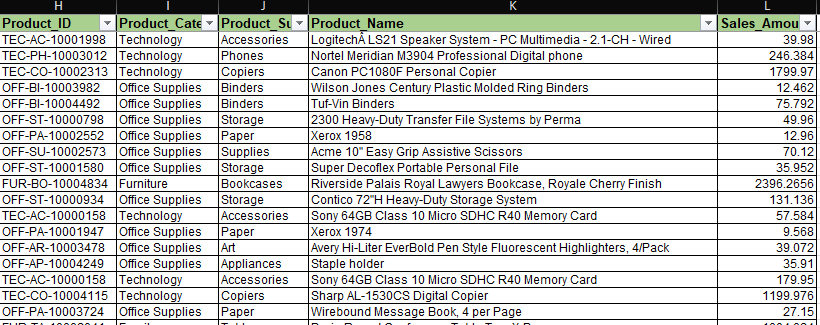 H I J K L
Product_ID Product_Cate Product_Su Product_Name Sales_Amou
TEC-AC-10001998 Technology Accessories LogitechÂ LS21 Speaker System - PC Multimedia - 2.1-CH - Wired 39.98
TEC-PH-10003012 Technology Phones Nortel Meridian M3904 Professional Digital phone 246.384
TEC-CO-10002313 Technology Copiers Canon PC1080F Personal Copier 1799.97
OFF-BI-10003982 Office Supplies Binders Wilson Jones Century Plastic Molded Ring Binders 12.462
OFF-BI-10004492 Office Supplies Binders Tuf-Vin Binders 75.792
OFF-ST-10000798 Office Supplies Storage 2300 Heavy-Duty Transfer File Systems by Perma 49.96
OFF-PA-10002552 Office Supplies Paper Xerox 1958 12.96
OFF-SU-10002573 Office Supplies Supplies Acme 10" Easy Grip Assistive Scissors 70.12
OFF-ST-10001580 Office Supplies Storage Super Decoflex Portable Personal File 35.952
FUR-BO-10004834 Furniture Bookcases Riverside Palais Royal Lawyers Bookcase, Royale Cherry Finish 2396.2656
OFF-ST-10000934 Office Supplies Storage Contico 72"H Heavy-Duty Storage System 131.136
TEC-AC-10000158 Technology Accessories Sony 64GB Class 10 Micro SDHC R40 Memory Card 57.584
OFF-PA-10001947 Office Supplies Paper Xerox 1974 9.568
OFF-AR-10003478 Office Supplies Art Avery Hi-Liter EverBold Pen Style Fluorescent Highlighters, 4/Pack 39.072
OFF-AP-10004249 Office Supplies Appliances Staple holder 35.91
TEC-AC-10000158 Technology Accessories Sony 64GB Class 10 Micro SDHC R40 Memory Card 179.95
TEC-CO-10004115 Technology Copiers Sharp AL-1530CS Digital Copier 1199.976
OFF-PA-10003724 Office Supplies Paper Wirebound Message Book, 4 per Page 27.15